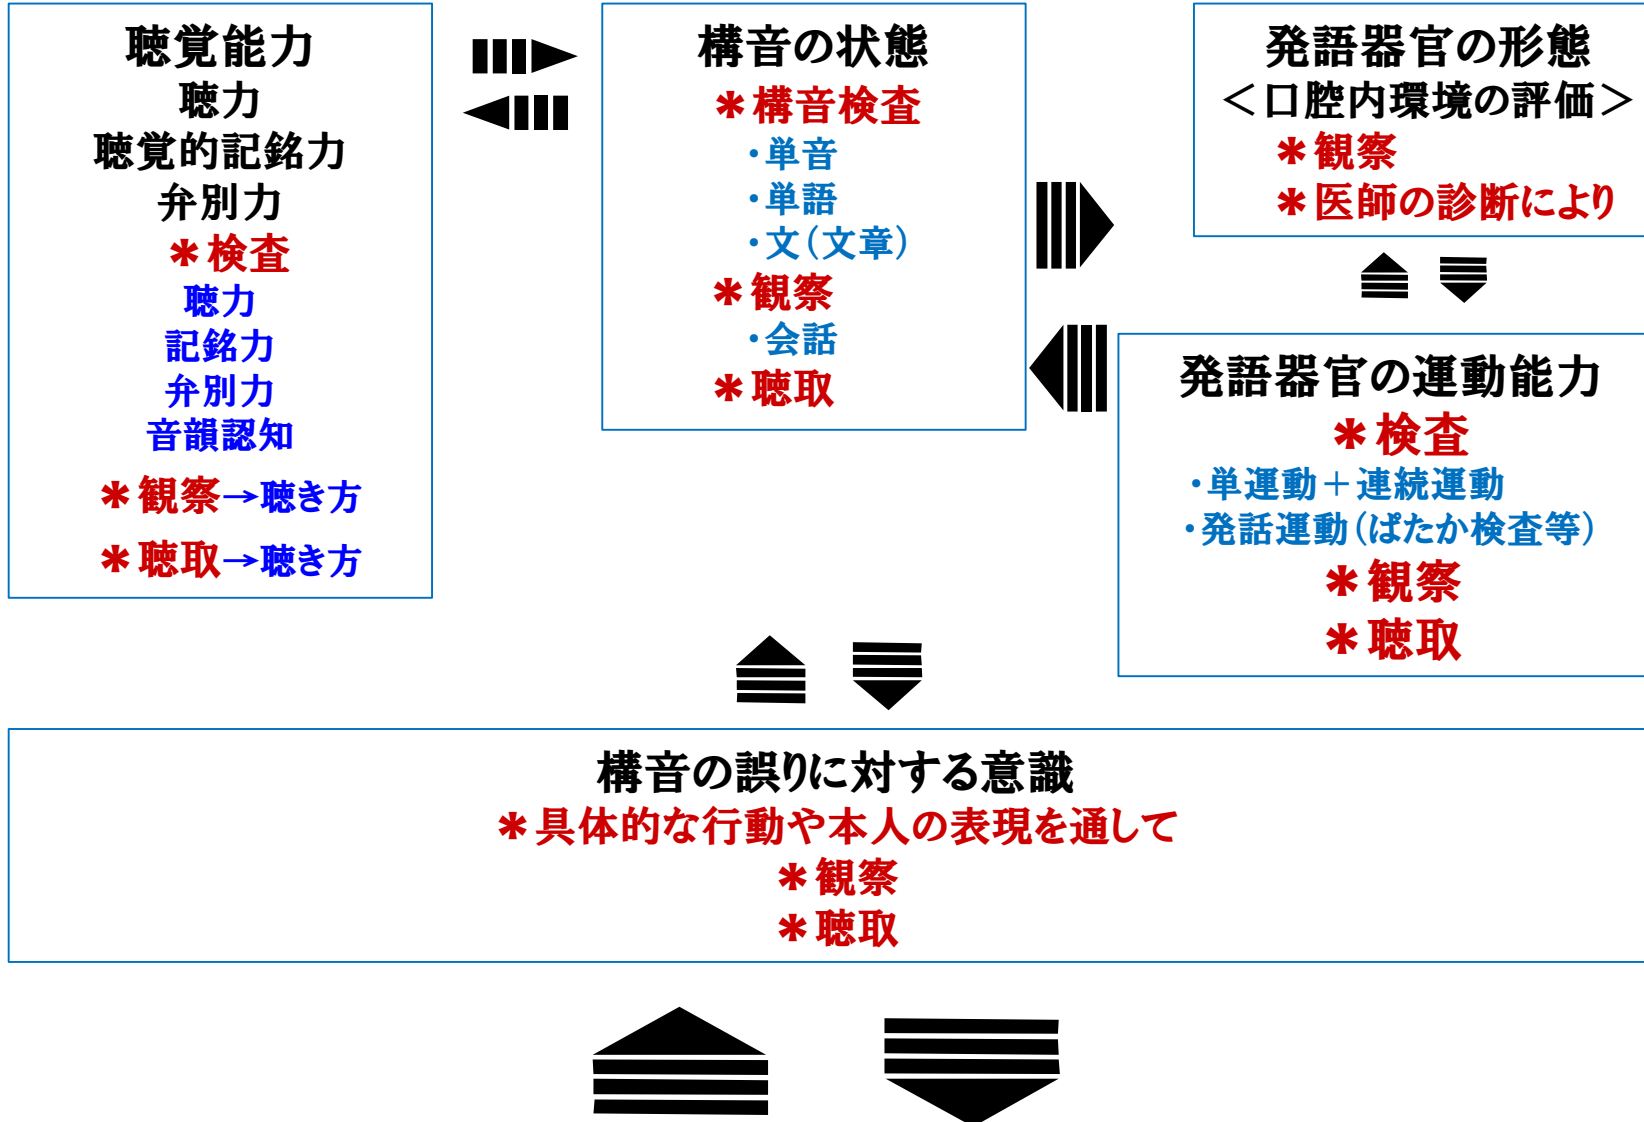 聴覚能力
聴力
聴覚的記銘力
弁別力
＊検査
聴力
記銘力
弁別力
音韻認知
＊観察→聴き方
＊聴取→聴き方
構音の状態
＊構音検査
・単音
・単語
・文（文章）
＊観察
・会話
＊聴取
発語器官の形態
＜口腔内環境の評価＞
＊観察
＊医師の診断により
発語器官の運動能力
＊検査
・単運動＋連続運動
・発話運動（ぱたか検査等）
＊観察
＊聴取
構音の誤りに対する意識
＊具体的な行動や本人の表現を通して
＊観察
＊聴取